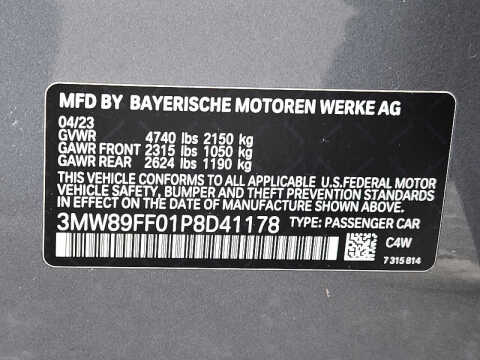 MFD BY BAYERISCHE MOTOREN WERKE AG
04/23
GVWR 4740 lbs 2150 kg
GAWR FRONT 2315 lbs 1050 kg
GAWR REAR 2624 lbs 1190 kg
THIS VEHICLE CONFORMS TO ALL APPLICABLE U.S.FEDERAL MOTOR
VEHICLE SAFETY, BUMPER AND THEFT PREVENTION STANDARDS
IN EFFECT ON THE DATE OF MANUFACTURE SHOWN ABOVE.
3MW89FF01P8D41178 TYPE: PASSENGER CAR
C4W
7 315 814